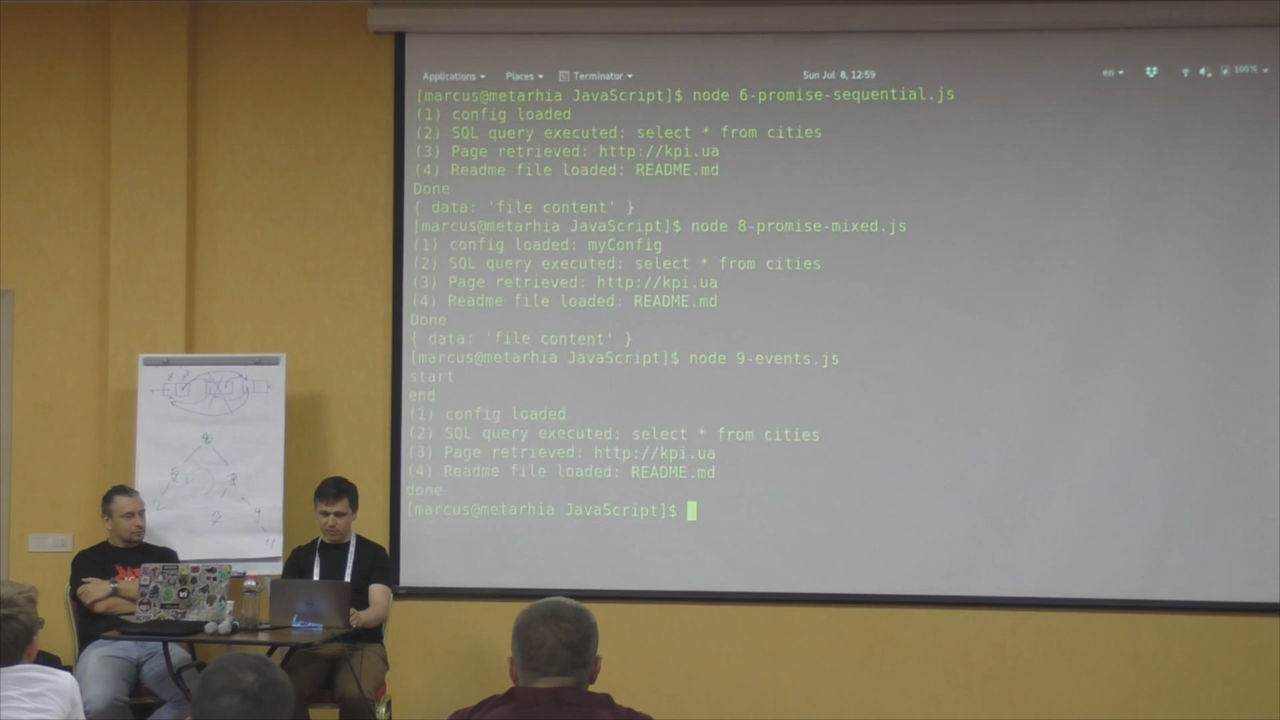 Applications Places Terminator Sun Jul 8, 12:59 en 100%
[marcus@metarhia JavaScript]$ node 6-promise-sequential.js
(1) config loaded
(2) SQL query executed: select * from cities
(3) Page retrieved: http://kpi.ua
(4) Readme file loaded: README.md
Done
{ data: 'file content' }
[marcus@metarhia JavaScript]$ node 8-promise-mixed.js
(1) config loaded: myConfig
(2) SQL query executed: select * from cities
(3) Page retrieved: http://kpi.ua
(4) Readme file loaded: README.md
Done
{ data: 'file content' }
[marcus@metarhia JavaScript]$ node 9-events.js
start
end
(1) config loaded
(2) SQL query executed: select * from cities
(3) Page retrieved: http://kpi.ua
(4) Readme file loaded: README.md
done
[marcus@metarhia JavaScript]$